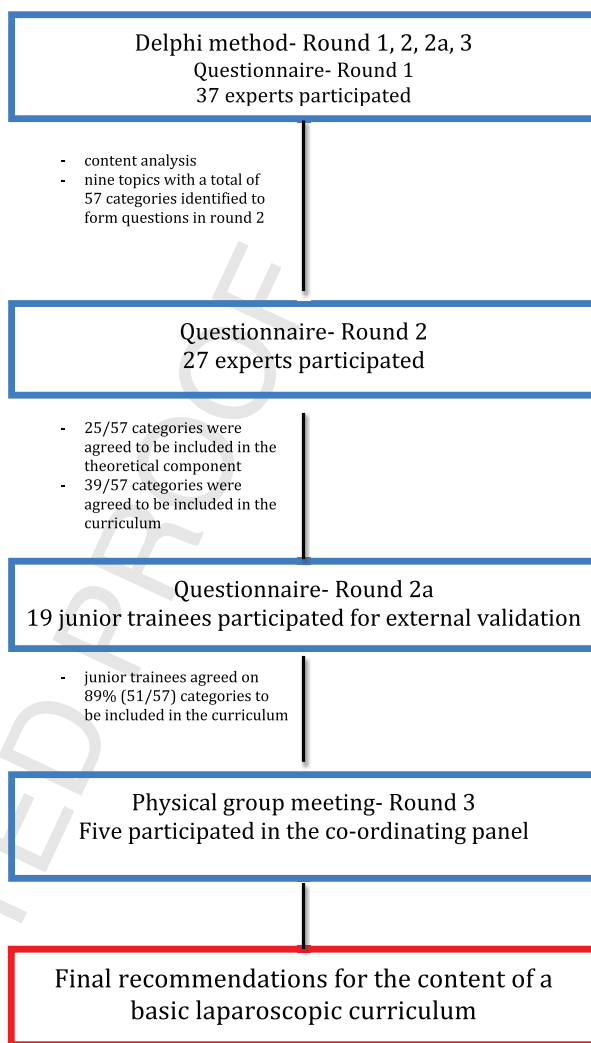 Delphi method- Round 1, 2, 2a, 3
Questionnaire- Round 1
37 experts participated
- content analysis
- nine topics with a total of
57 categories identified to
form questions in round 2
Questionnaire- Round 2
27 experts participated
- 25/57 categories were
agreed to be included in the
theoretical component
- 39/57 categories were
agreed to be included in the
curriculum
Questionnaire- Round 2a
19 junior trainees participated for external validation
- junior trainees agreed on
89% (51/57) categories to
be included in the curriculum
Physical group meeting- Round 3
Five participated in the co-ordinating panel
Final recommendations for the content of a
basic laparoscopic curriculum
TED PROOF